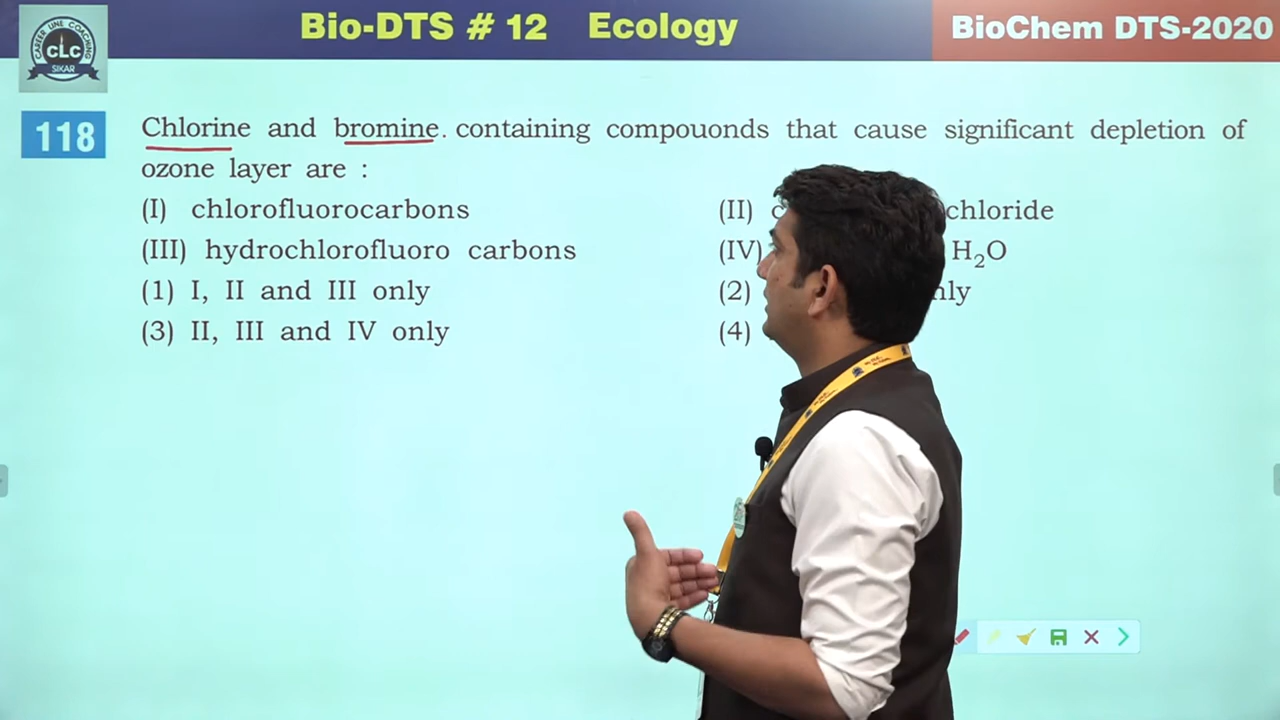 Bio-DTS # 12 Ecology
BioChem DTS-2020
CAREER LINE COACHING
CLC
SIKAR
118
Chlorine and bromine. containing compouonds that cause significant depletion of
ozone layer are :
(I) chlorofluorocarbons
(II) chloride
(III) hydrochlorofluoro carbons
(IV) H₂O
(1) I, II and III only
(2)
(3) II, III and IV only
(4)